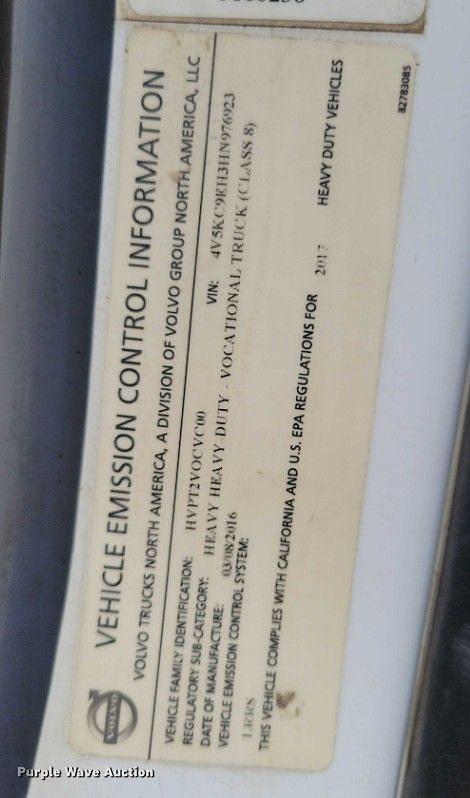 VEHICLE EMISSION CONTROL INFORMATION
VOLVO TRUCKS NORTH AMERICA, A DIVISION OF VOLVO GROUP NORTH AMERICA, LLC
VOLVO
VEHICLE FAMILY IDENTIFICATION: HVPT2VOCVC00 VIN: 4V5KC9EH3HN976923
REGULATORY SUB-CATEGORY: HEAVY HEAVY-DUTY - VOCATIONAL TRUCK (CLASS 8)
DATE OF MANUFACTURE: 03/08/2016
VEHICLE EMISSION CONTROL SYSTEM:
LRRS
THIS VEHICLE COMPLIES WITH CALIFORNIA AND U.S. EPA REGULATIONS FOR 2017 HEAVY DUTY VEHICLES
82783085
Purple Wave Auction